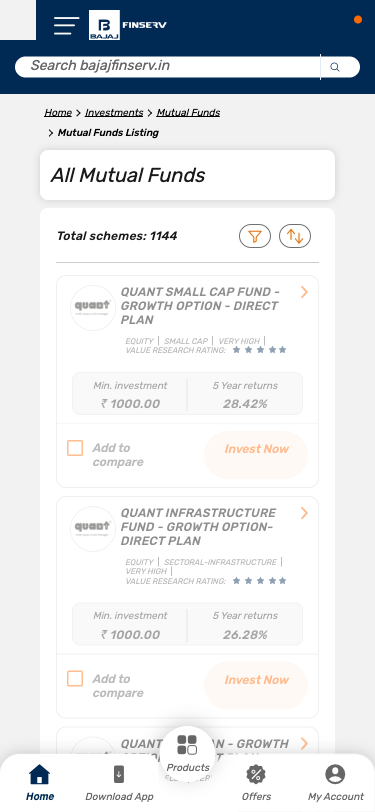 BAJAJ FINSERV
Search bajajfinserv.in
Home > Investments > Mutual Funds
> Mutual Funds Listing
All Mutual Funds
Total schemes: 1144
quant
QUANT SMALL CAP FUND -
GROWTH OPTION - DIRECT
PLAN
EQUITY | SMALL CAP | VERY HIGH |
VALUE RESEARCH RATING: ★ ★ ★ ★ ★
Min. investment 5 Year returns
₹ 1000.00 28.42%
Add to
compare
Invest Now
quant
QUANT INFRASTRUCTURE
FUND - GROWTH OPTION-
DIRECT PLAN
EQUITY | SECTORAL-INFRASTRUCTURE |
VERY HIGH |
VALUE RESEARCH RATING: ★ ★ ★ ★ ★
Min. investment 5 Year returns
₹ 1000.00 26.28%
Add to
compare
Invest Now
- GROWTH
Products
Home Download App Offers My Account